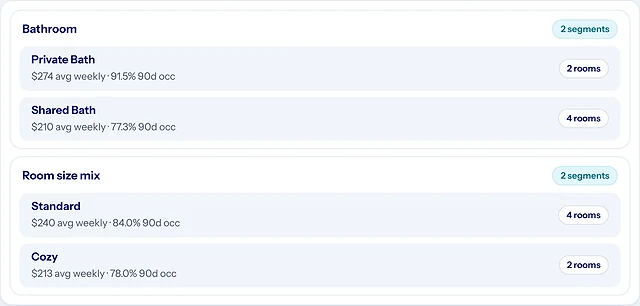 Bathroom
2 segments
Private Bath
$274 avg weekly · 91.5% 90d occ
2 rooms
Shared Bath
$210 avg weekly · 77.3% 90d occ
4 rooms
Room size mix
2 segments
Standard
$240 avg weekly · 84.0% 90d occ
4 rooms
Cozy
$213 avg weekly · 78.0% 90d occ
2 rooms